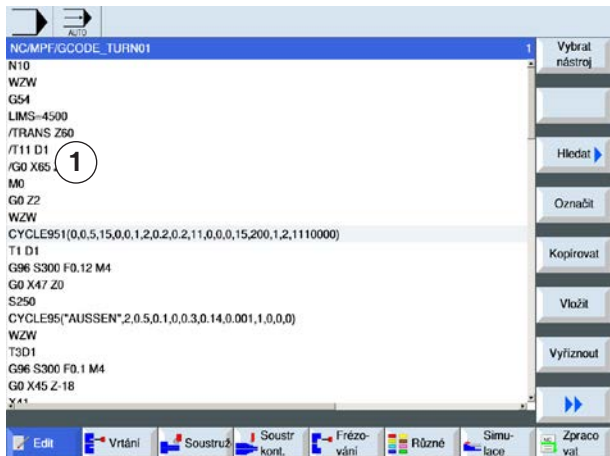 AUTO
NC/MPF/GCODE_TURN01 1
N10
WZW
G54
LIMS=4500
/TRANS Z60
/T11 D1
/G0 X65
1
M0
G0 Z2
WZW
CYCLE951(0,0,5,15,0,0,1,2,0.2,0.2,11,0,0,0,15,200,1,2,1110000)
T1 D1
G96 S300 F0.12 M4
G0 X47 Z0
S250
CYCLE95("AUSSEN",2,0.5,0.1,0,0.3,0.14,0.001,1,0,0,0)
WZW
T3D1
G96 S300 F0.1 M4
G0 X45 Z-18
X41
Vybrat
nástroj
Hledat
Označit
Kopírovat
Vložit
Vyříznout
Edit
Vrtání
Soustruž
Soustr
kont.
Frézo-
vání
Různé
Simu-
lace
Zpraco
vat